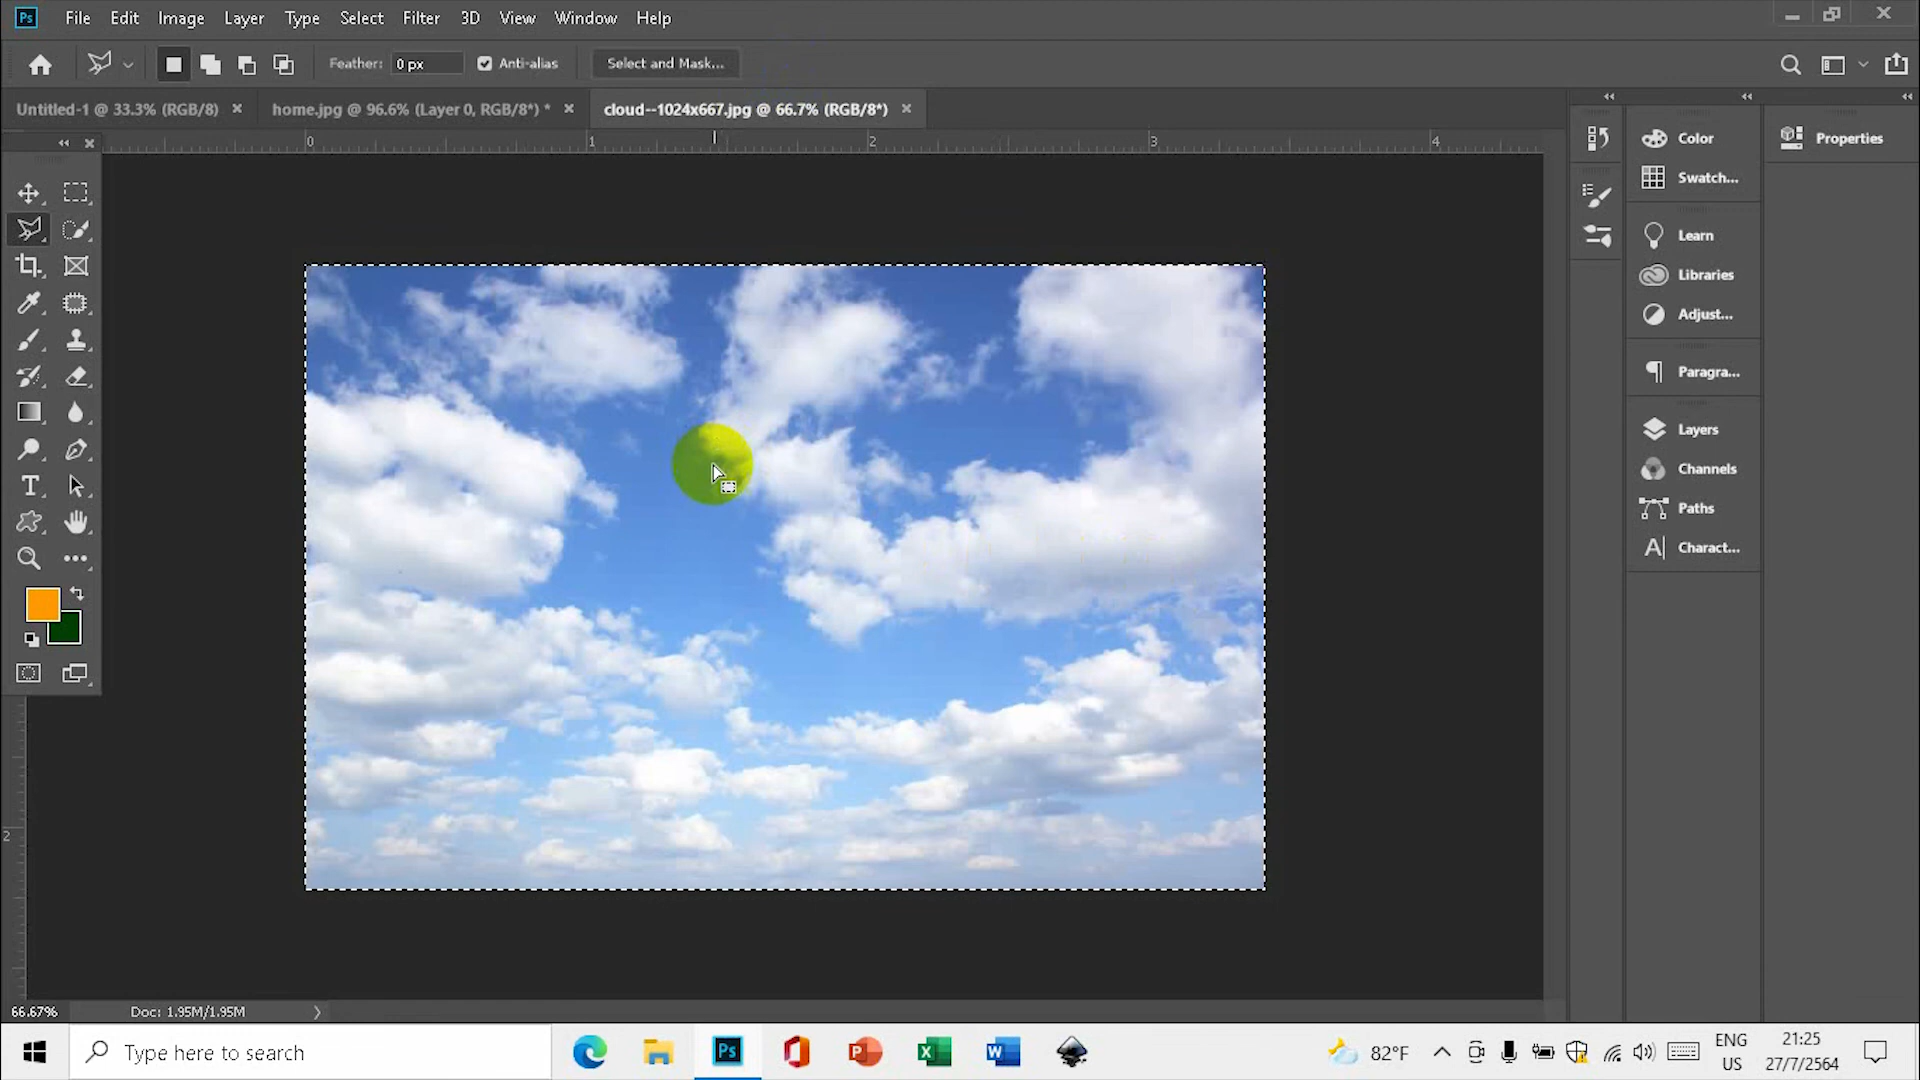 Ps File Edit Image Layer Type Select Filter 3D View Window Help
Feather: 0 px Anti-alias Select and Mask...
Untitled-1 @ 33.3% (RGB/8) home.jpg @ 96.6% (Layer 0, RGB/8*) * cloud--1024x667.jpg @ 66.7% (RGB/8*)
0 1 2 3 4
2
Color
Swatch...
Learn
Libraries
Adjust...
Paragra...
Layers
Channels
Paths
Charact...
Properties
66.67% Doc: 1.95M/1.95M
Type here to search
Ps
82°F
ENG
US
21:25
27/7/2564